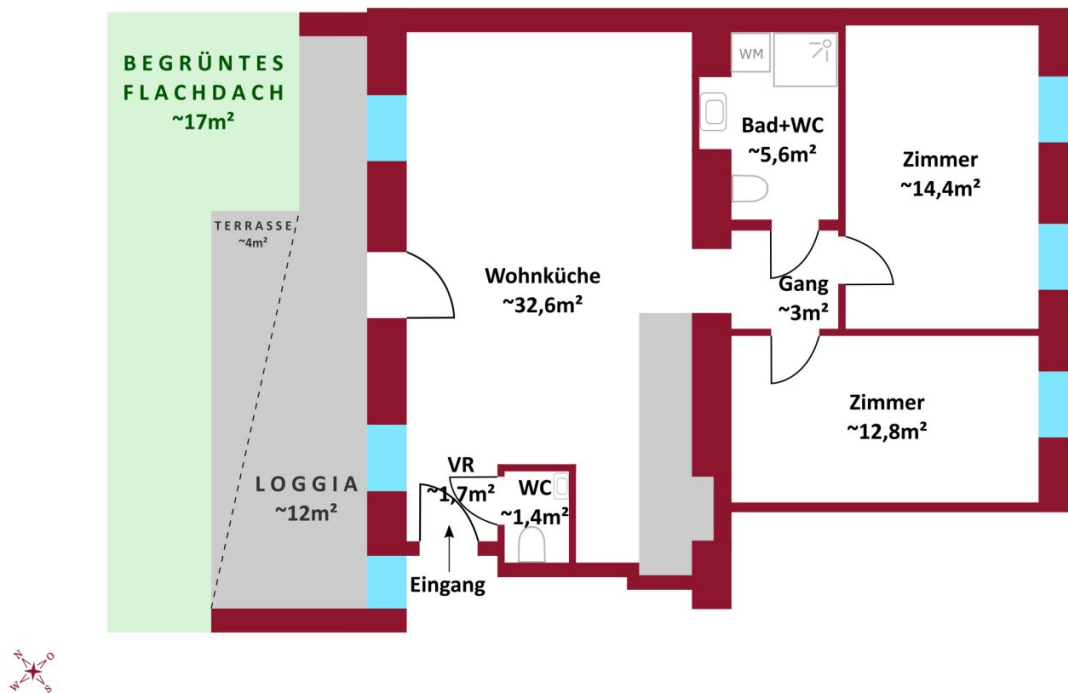 BEGRÜNTES
FLACHDACH
~17m²
TERRASSE
~4m²
LOGGIA
~12m²
Wohnküche
~32,6m²
VR
~1,7m²
WC
~1,4m²
Eingang
WM
Bad+WC
~5,6m²
Gang
~3m²
Zimmer
~14,4m²
Zimmer
~12,8m²
N
O
W
S